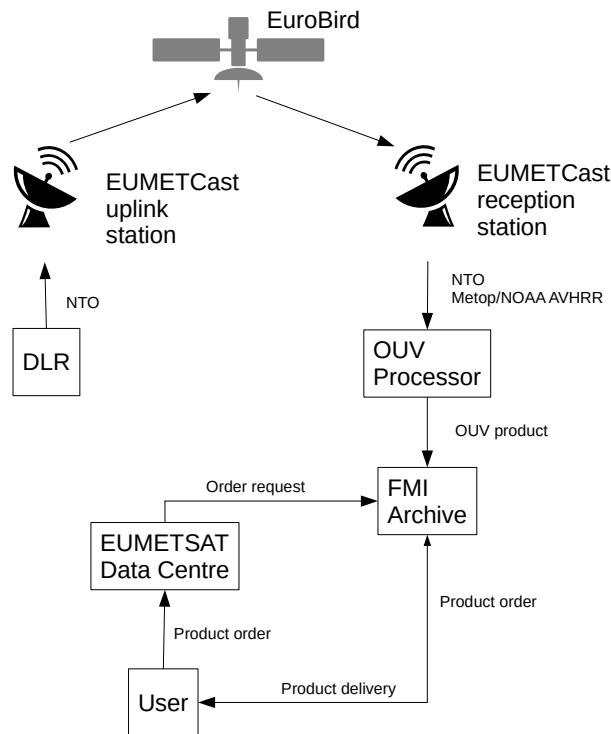 EuroBird
EUMETCast
uplink
station
EUMETCast
reception
station
NTO
NTO
Metop/NOAA AVHRR
DLR
OUV
Processor
OUV product
Order request
FMI
Archive
EUMETSAT
Data Centre
Product order
Product order
Product delivery
User